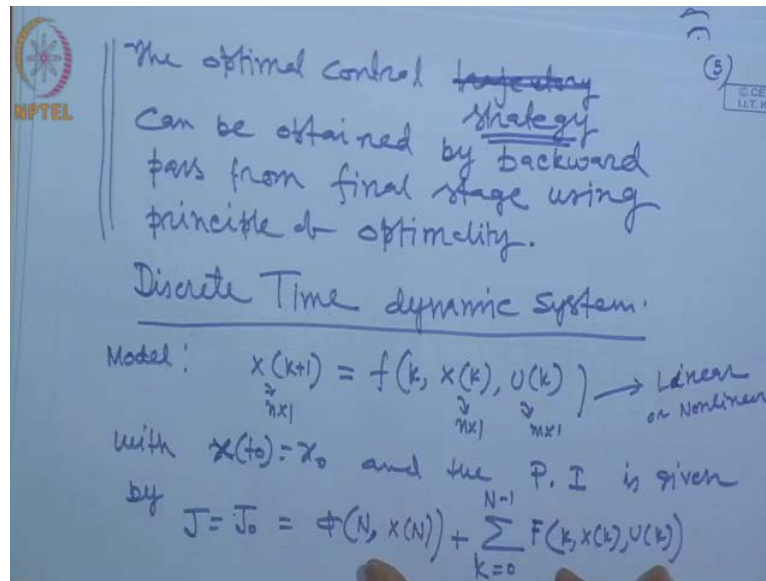 The optimal control trajectory
strategy
can be obtained by backward
pass from final stage using
principle of optimality.
Discrete Time dynamic system.
Model: x(k+1) = f(k, x(k), u(k)) → Linear or Nonlinear
n×1 n×1 m×1
with x(t0) = x0 and the P.I is given
by J = J0 = φ(N, x(N)) + \sum_{k=0}^{N-1} F(k, x(k), u(k))
(5)
© CE
I.I.T. K
NPTEL